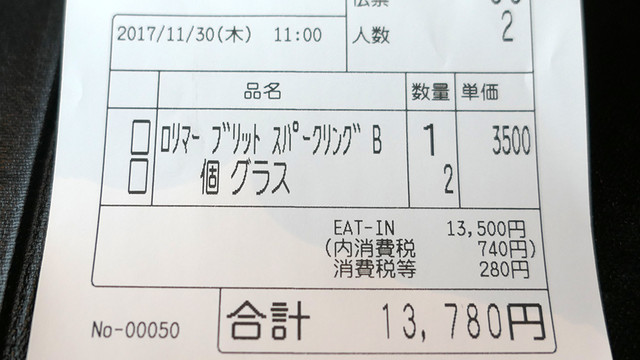 伝票
2017/11/30(木) 11:00
人数 2
品名 数量 単価
ロリマー ブリット スパークリング B 1 3500
個 グラス 2
EAT-IN 13,500円
(内消費税 740円)
消費税等 280円
No-00050 合計 13,780円